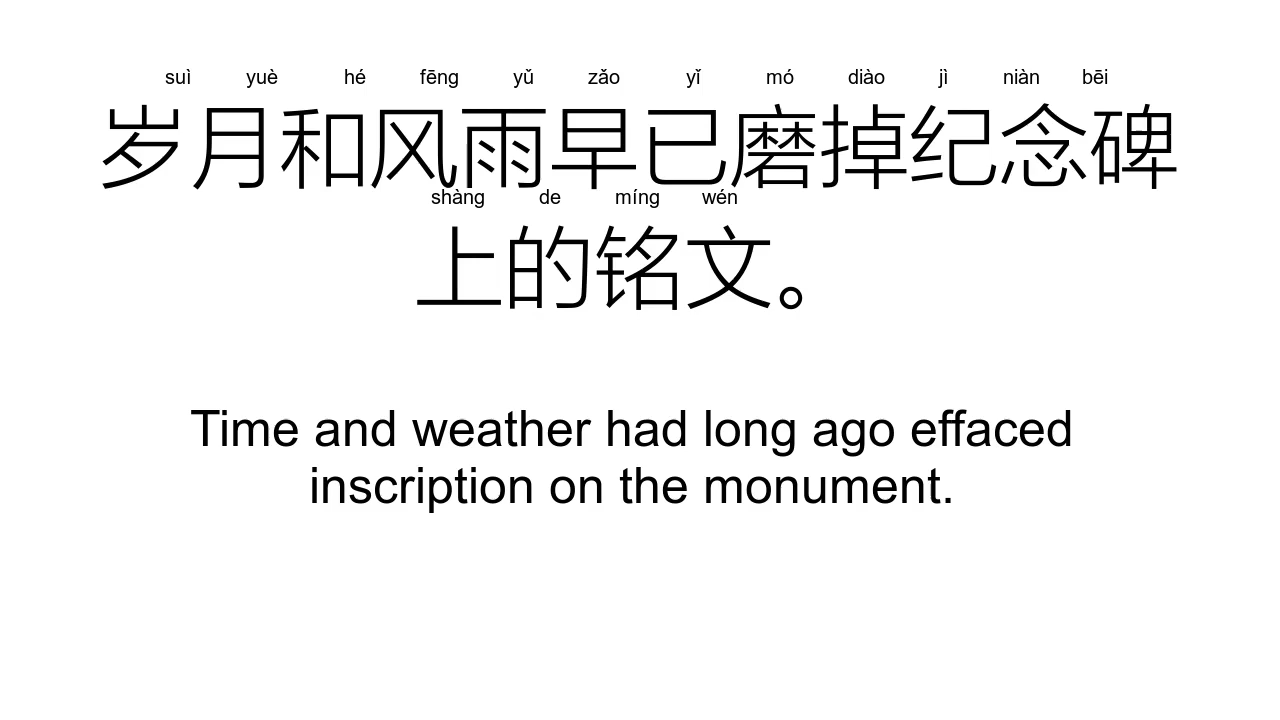 suì yuè hé fēng yǔ zǎo yǐ mó diào jì niàn bēi
岁月和风雨早已磨掉纪念碑
shàng de míng wén
上的铭文。
Time and weather had long ago effaced
inscription on the monument.